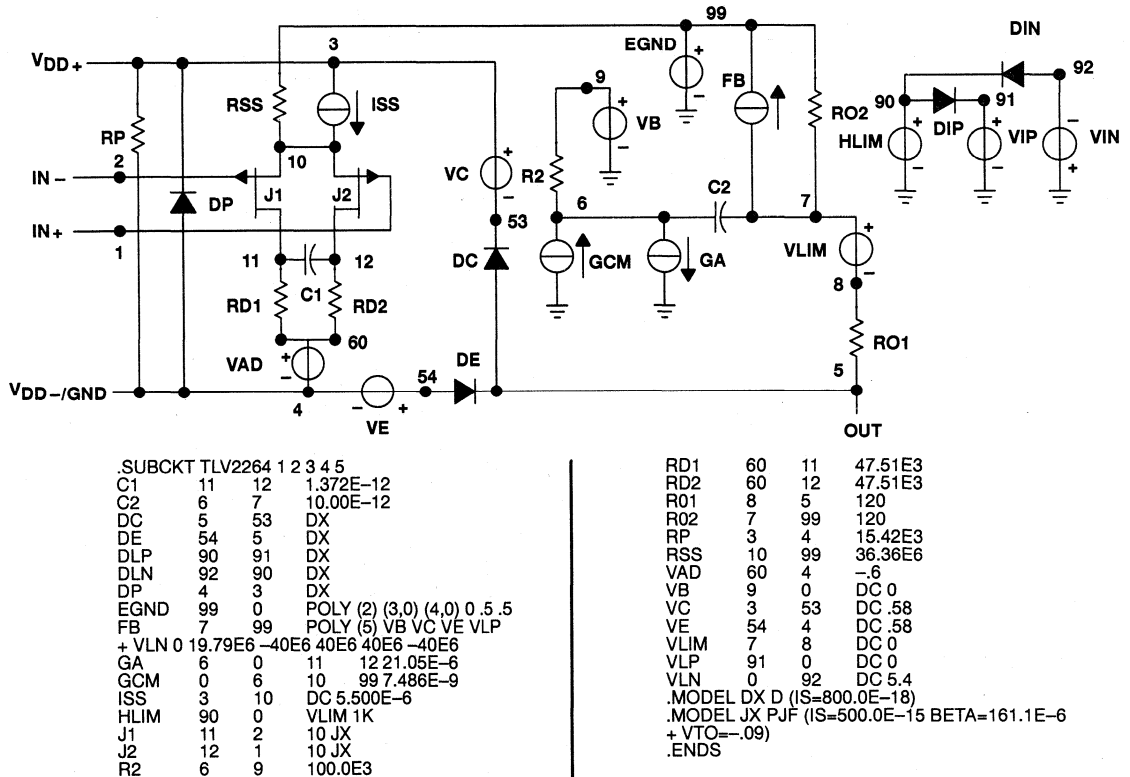 99
DIN
3
EGND
VDD+
9
FB
92
RSS
ISS
90
91
RP
VB
RO2
DIP
2
10
HLIM
VIP
VIN
IN−
VC
R2
C2
J1
J2
6
7
DP
53
IN+
1
VLIM
11
12
DC
GCM
GA
C1
8
RD1
RD2
60
RO1
VAD
DE
54
5
VDD−/GND
4
VE
OUT
+
−
.SUBCKT TLV2264 1 2 3 4 5
C1 11 12 1.372E−12
C2 6 7 10.00E−12
DC 5 53 DX
DE 54 5 DX
DLP 90 91 DX
DLN 92 90 DX
DP 4 3 DX
EGND 99 0 POLY (2) (3,0) (4,0) 0 .5 .5
FB 7 99 POLY (5) VB VC VE VLP
+ VLN 0 19.79E6 −40E6 40E6 40E6 −40E6
GA 6 0 11 12 21.05E−6
GCM 0 6 10 99 7.486E−9
ISS 3 10 DC 5.500E−6
HLIM 90 0 VLIM 1K
J1 11 2 10 JX
J2 12 1 10 JX
R2 6 9 100.0E3
RD1 60 11 47.51E3
RD2 60 12 47.51E3
R01 8 5 120
R02 7 99 120
RP 3 4 15.42E3
RSS 10 99 36.36E6
VAD 60 4 −.6
VB 9 0 DC 0
VC 3 53 DC .58
VE 54 4 DC .58
VLIM 7 8 DC 0
VLP 91 0 DC 0
VLN 0 92 DC 5.4
.MODEL DX D (IS=800.0E−18)
.MODEL JX PJF (IS=500.0E−15 BETA=161.1E−6
+ VTO=−.09)
.ENDS